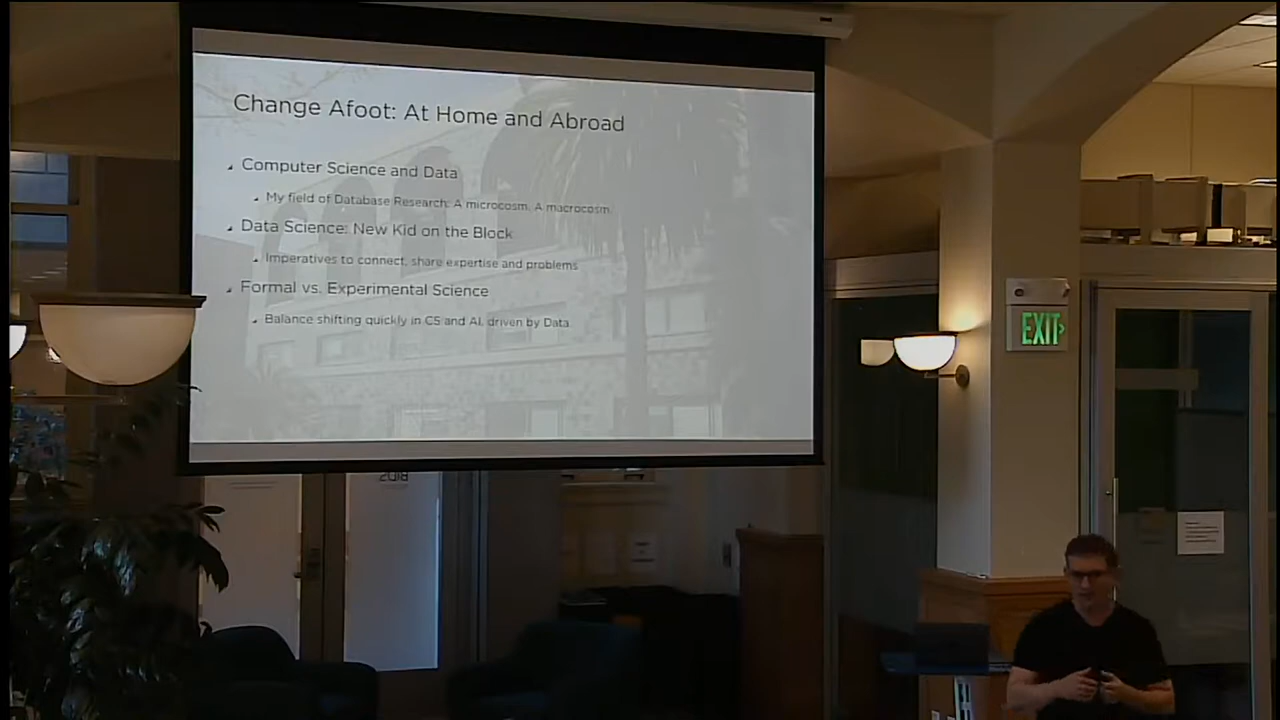 Change Afoot: At Home and Abroad
Computer Science and Data
My field of Database Research: A microcosm. A macrocosm.
Data Science: New Kid on the Block
Imperatives to connect, share expertise and problems
Formal vs. Experimental Science
Balance shifting quickly in CS and AI, driven by Data.
EXIT
2018